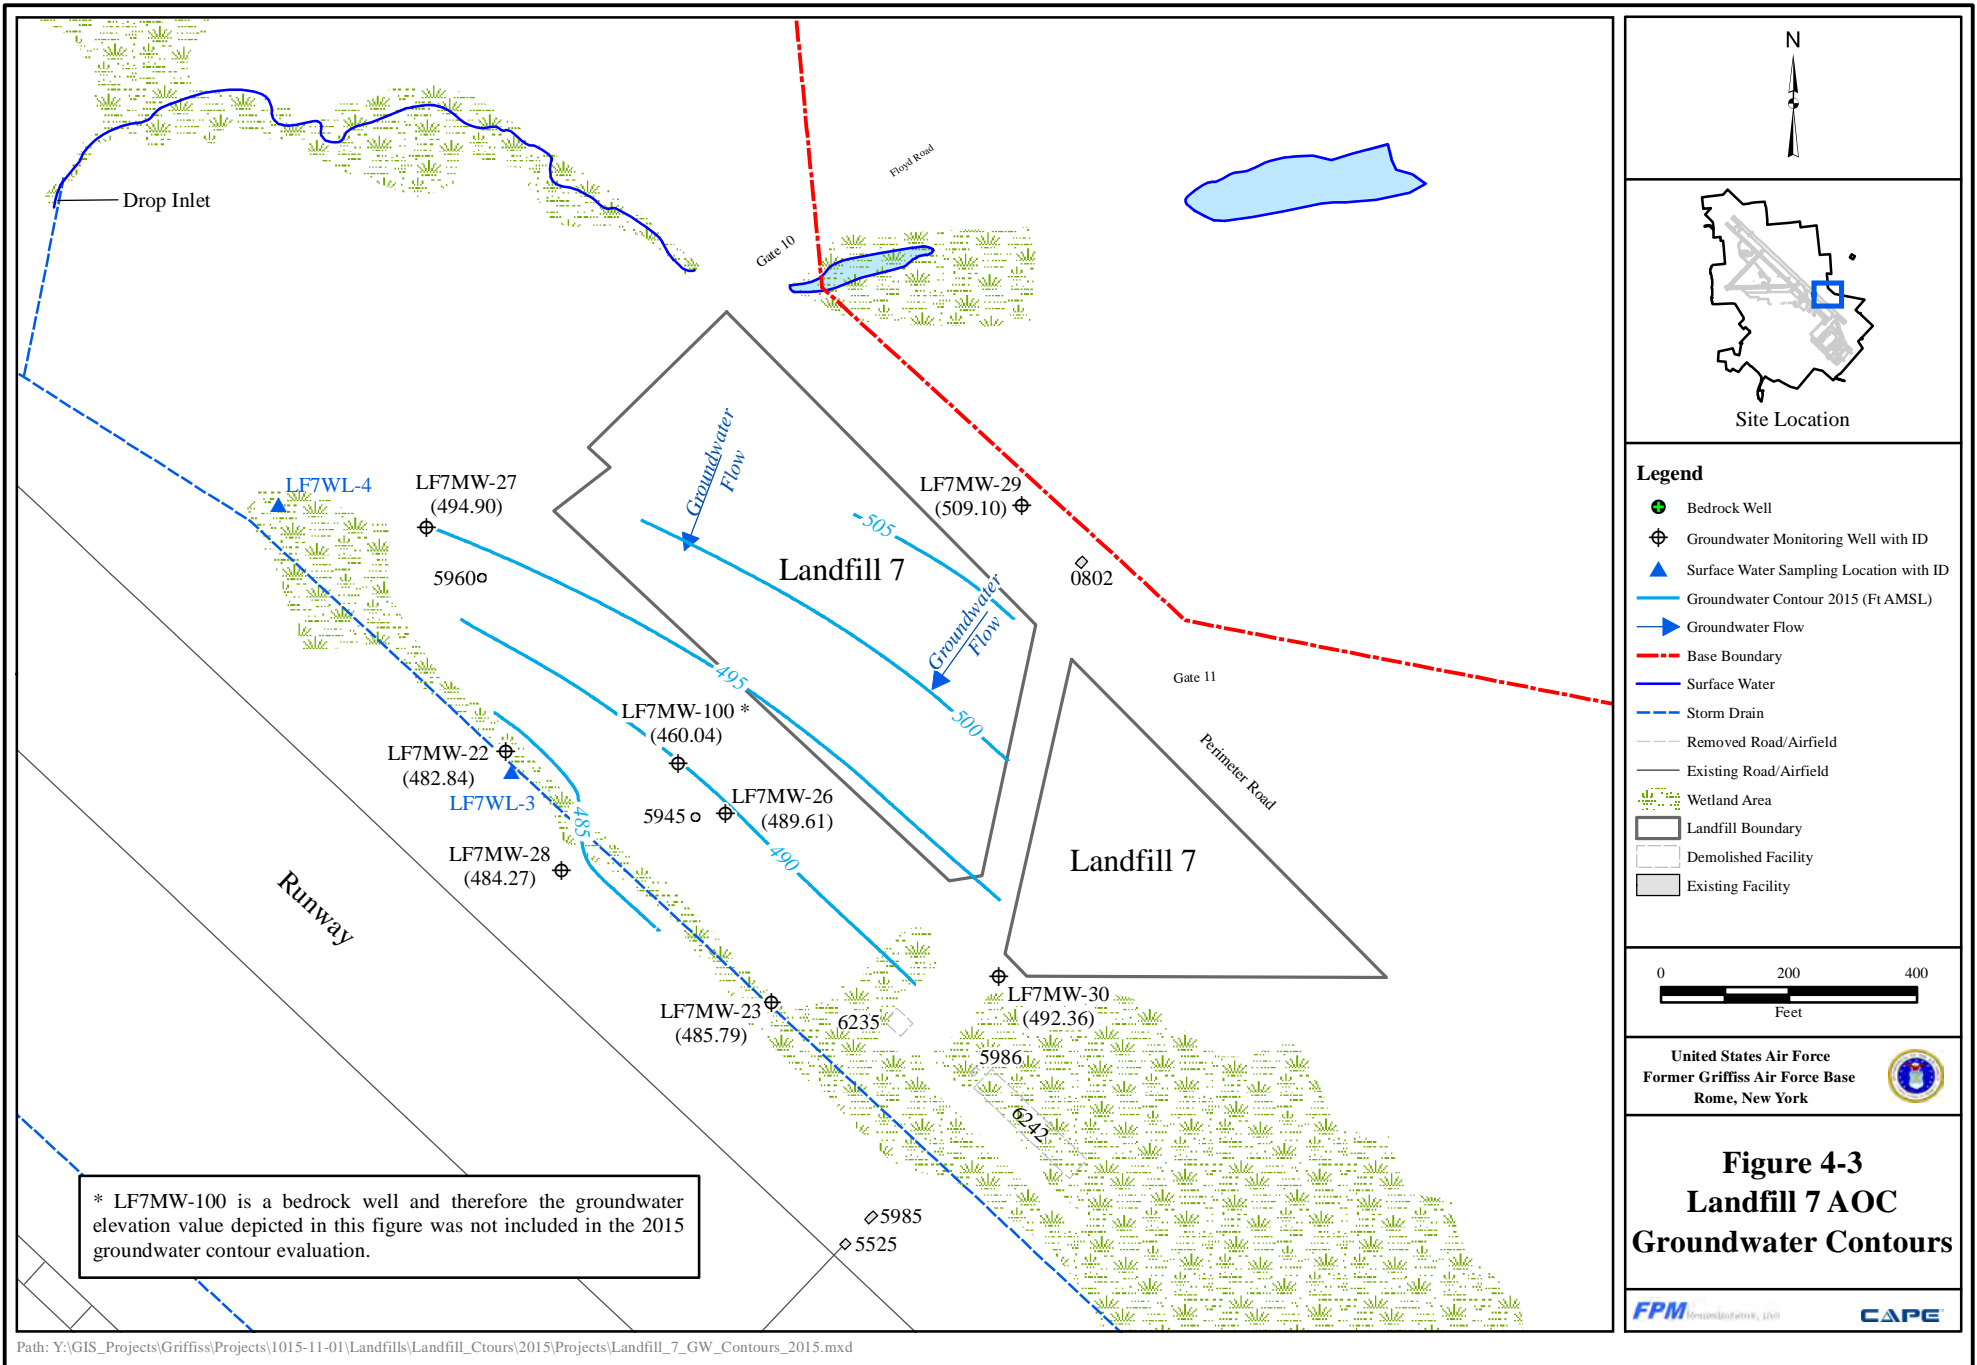 Drop Inlet
Floyd Road
Gate 10
LF7WL-4
LF7MW-27
(494.90)
5960
Groundwater
Flow
LF7MW-29
(509.10)
505
Landfill 7
0802
Groundwater
Flow
495
500
Gate 11
Perimeter Road
LF7MW-100 *
(460.04)
LF7MW-22
(482.84)
LF7WL-3
485
5945
LF7MW-26
(489.61)
490
LF7MW-28
(484.27)
Landfill 7
Runway
LF7MW-23
(485.79)
6235
LF7MW-30
(492.36)
5986
6242
5985
5525
* LF7MW-100 is a bedrock well and therefore the groundwater
elevation value depicted in this figure was not included in the 2015
groundwater contour evaluation.
N
Site Location
Legend
Bedrock Well
Groundwater Monitoring Well with ID
Surface Water Sampling Location with ID
Groundwater Contour 2015 (Ft AMSL)
Groundwater Flow
Base Boundary
Surface Water
Storm Drain
Removed Road/Airfield
Existing Road/Airfield
Wetland Area
Landfill Boundary
Demolished Facility
Existing Facility
0 200 400
Feet
United States Air Force
Former Griffiss Air Force Base
Rome, New York
Figure 4-3
Landfill 7 AOC
Groundwater Contours
FPM
CAPE
Path: Y:\GIS_Projects\Griffiss\Projects\1015-11-01\Landfills\Landfill_Ctours\2015\Projects\Landfill_7_GW_Contours_2015.mxd